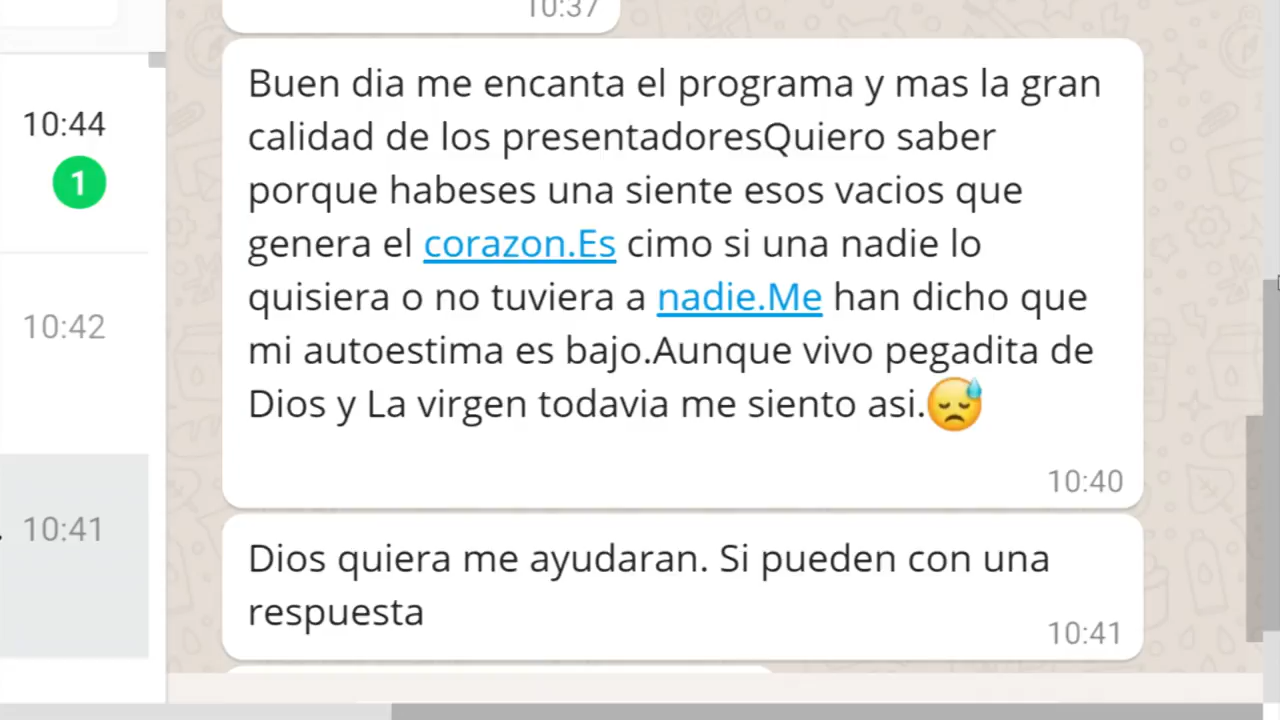 10:37
10:44
1
10:42
10:41
Buen dia me encanta el programa y mas la gran
calidad de los presentadoresQuiero saber
porque habeses una siente esos vacios que
genera el corazon.Es cimo si una nadie lo
quisiera o no tuviera a nadie.Me han dicho que
mi autoestima es bajo.Aunque vivo pegadita de
Dios y La virgen todavia me siento asi.😓
10:40
Dios quiera me ayudaran. Si pueden con una
respuesta
10:41